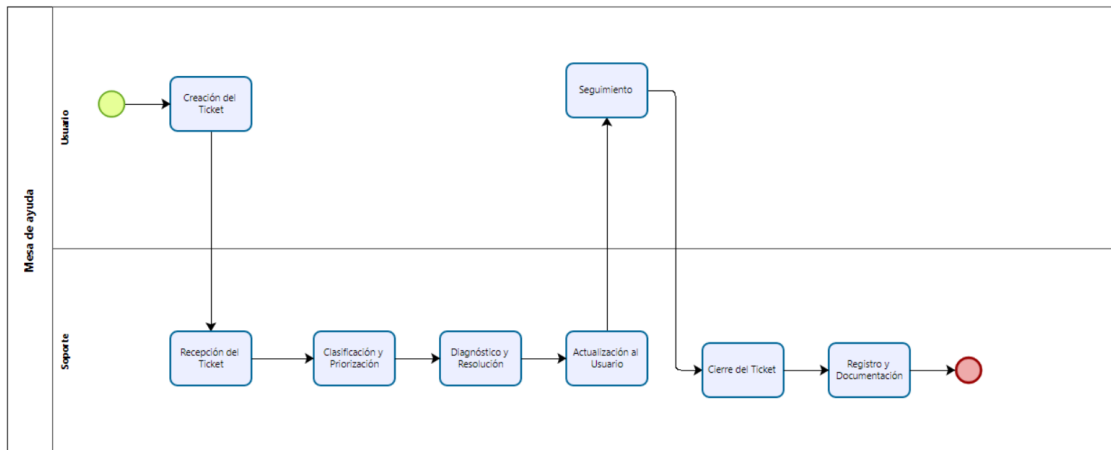 Mesa de ayuda
Usuario
Creación del
Ticket
Seguimiento
Soporte
Recepción del
Ticket
Clasificación y
Priorización
Diagnóstico y
Resolución
Actualización al
Usuario
Cierre del Ticket
Registro y
Documentación